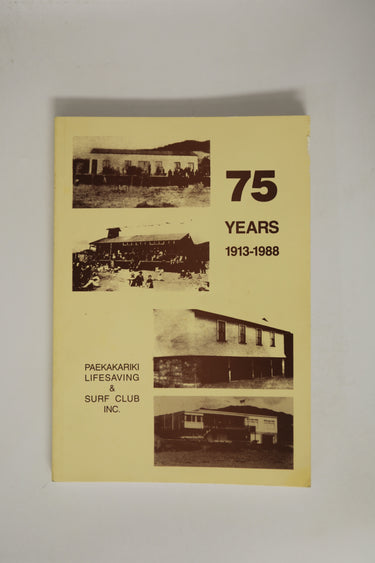 75
YEARS
1913-1988
PAEKAKARIKI
LIFESAVING
&
SURF CLUB
INC.